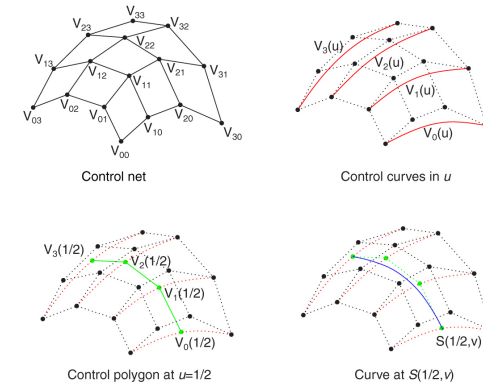 V33
V23
V32
V22
V13
V12
V21
V31
V11
V03
V02
V01
V10
V20
V30
V00
Control net
V3(u)
V2(u)
V1(u)
V0(u)
Control curves in u
V3(1/2)
V2(1/2)
V1(1/2)
V0(1/2)
Control polygon at u=1/2
S(1/2,v)
Curve at S(1/2,v)